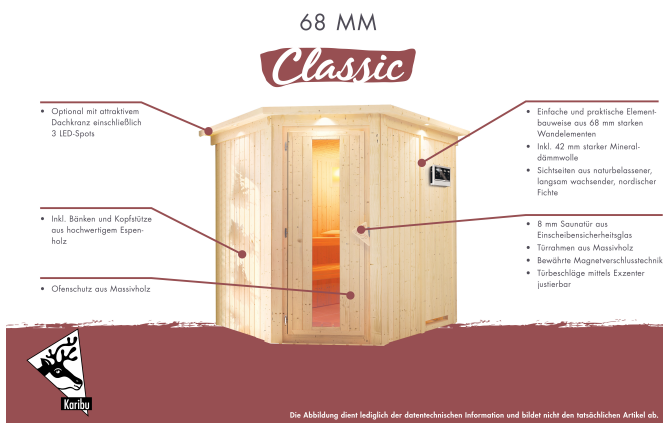 68 MM
Classic
• Optional mit attraktivem
Dachkranz einschließlich
3 LED-Spots
• Inkl. Bänken und Kopfstütze
aus hochwertigem Espen-
holz
• Ofenschutz aus Massivholz
• Einfache und praktische Element-
bauweise aus 68 mm starken
Wandelementen
• Inkl. 42 mm starker Mineral-
dämmwolle
• Sichtseiten aus naturbelassener,
langsam wachsender, nordischer
Fichte
• 8 mm Saunatür aus
Einscheibensicherheitsglas
• Türrahmen aus Massivholz
• Bewährte Magnetverschlusstechnik
• Türbeschläge mittels Exzenter
justierbar
Karibu
Die Abbildung dient lediglich der datentechnischen Information und bildet nicht den tatsächlichen Artikel ab.